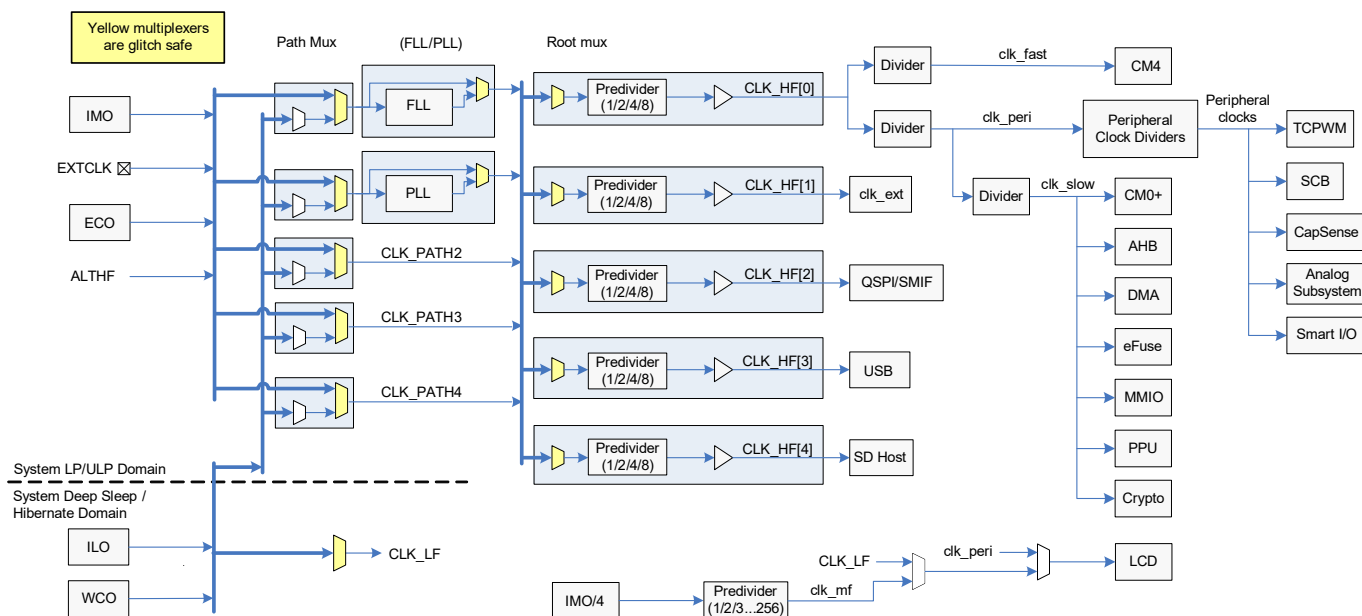 Yellow multiplexers
are glitch safe
Path Mux
(FLL/PLL)
Root mux
IMO
EXTCLK
ECO
ALTHF
FLL
PLL
CLK_PATH2
CLK_PATH3
CLK_PATH4
Predivider
(1/2/4/8)
CLK_HF[0]
Predivider
(1/2/4/8)
CLK_HF[1]
clk_ext
Predivider
(1/2/4/8)
CLK_HF[2]
QSPI/SMIF
Predivider
(1/2/4/8)
CLK_HF[3]
USB
Predivider
(1/2/4/8)
CLK_HF[4]
SD Host
Divider
clk_fast
CM4
Divider
clk_peri
Peripheral
Clock Dividers
Peripheral
clocks
TCPWM
SCB
CapSense
Analog
Subsystem
Smart I/O
Divider
clk_slow
CM0+
AHB
DMA
eFuse
MMIO
PPU
Crypto
System LP/ULP Domain
System Deep Sleep /
Hibernate Domain
ILO
WCO
CLK_LF
IMO/4
Predivider
(1/2/3...256)
clk_mf
CLK_LF
clk_peri
LCD